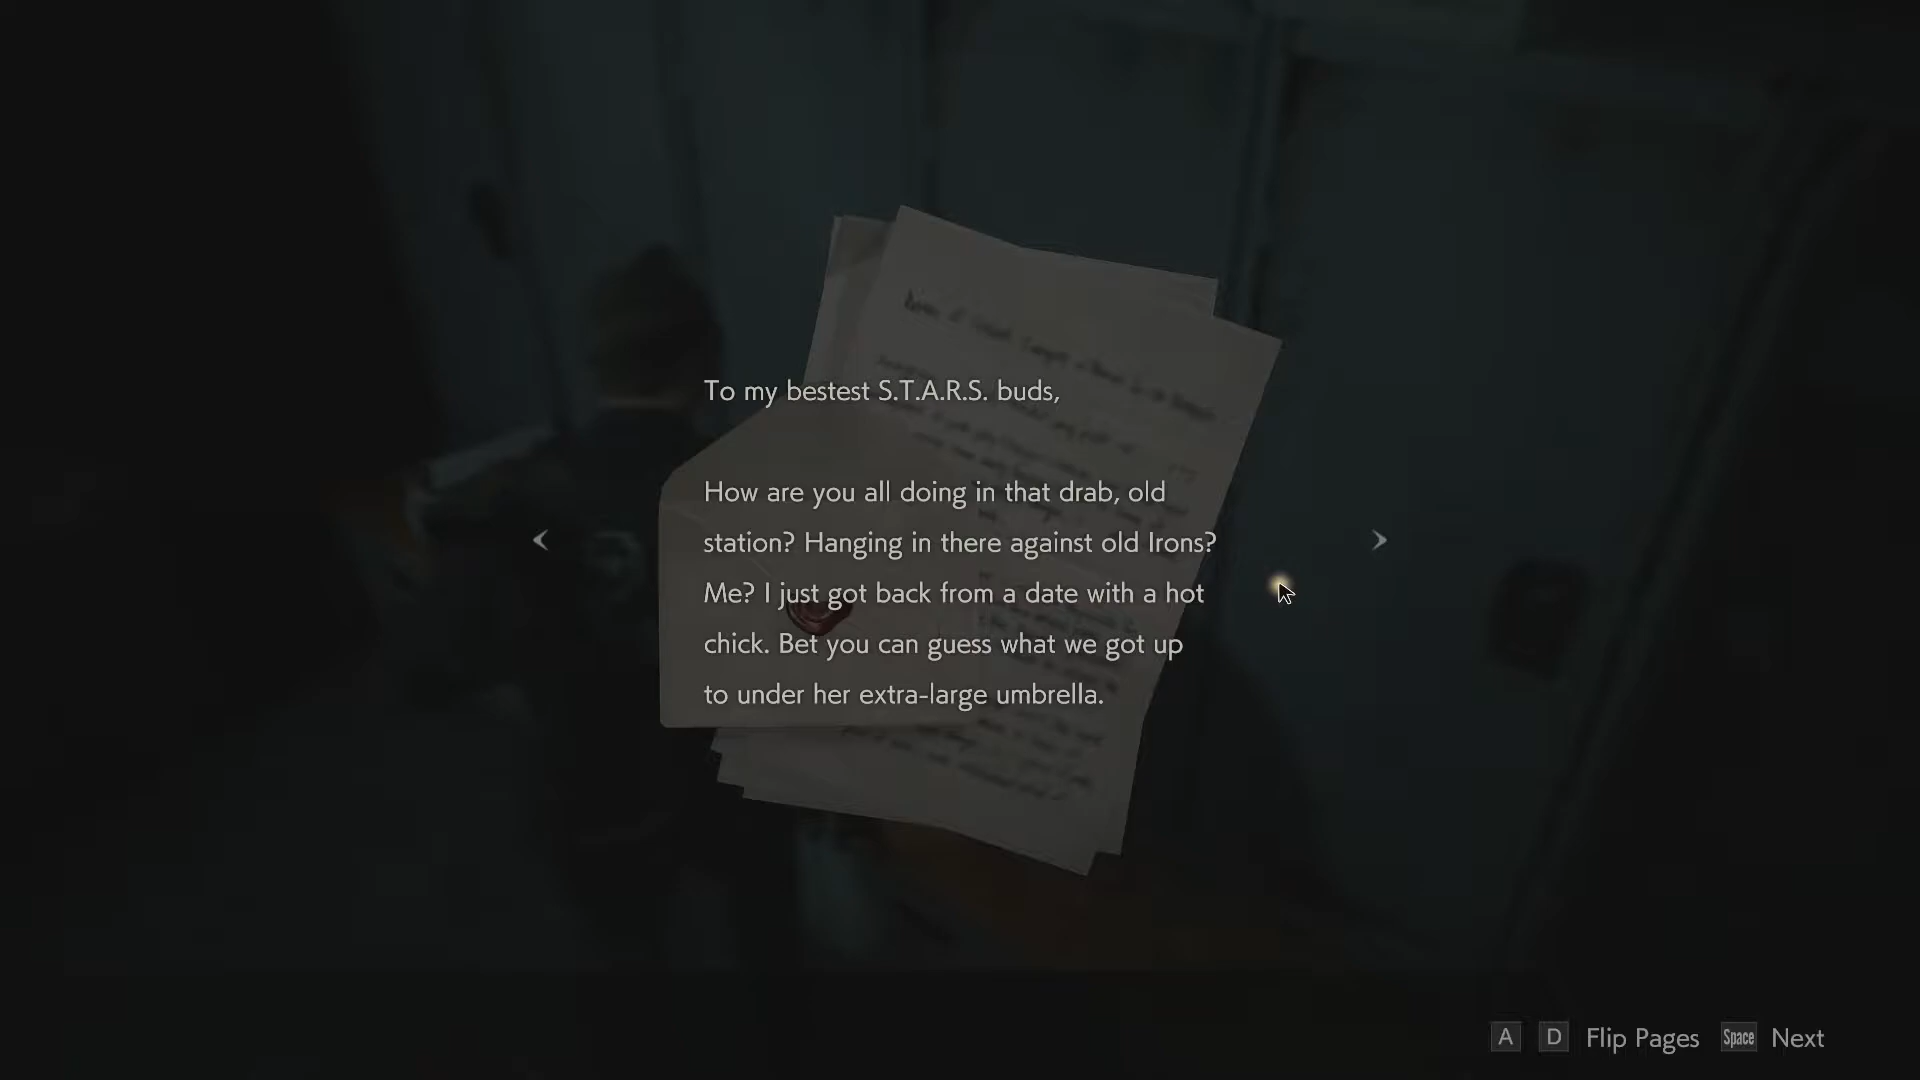 To my bestest S.T.A.R.S. buds,
How are you all doing in that drab, old
station? Hanging in there against old Irons?
Me? I just got back from a date with a hot
chick. Bet you can guess what we got up
to under her extra-large umbrella.
A D Flip Pages Space Next